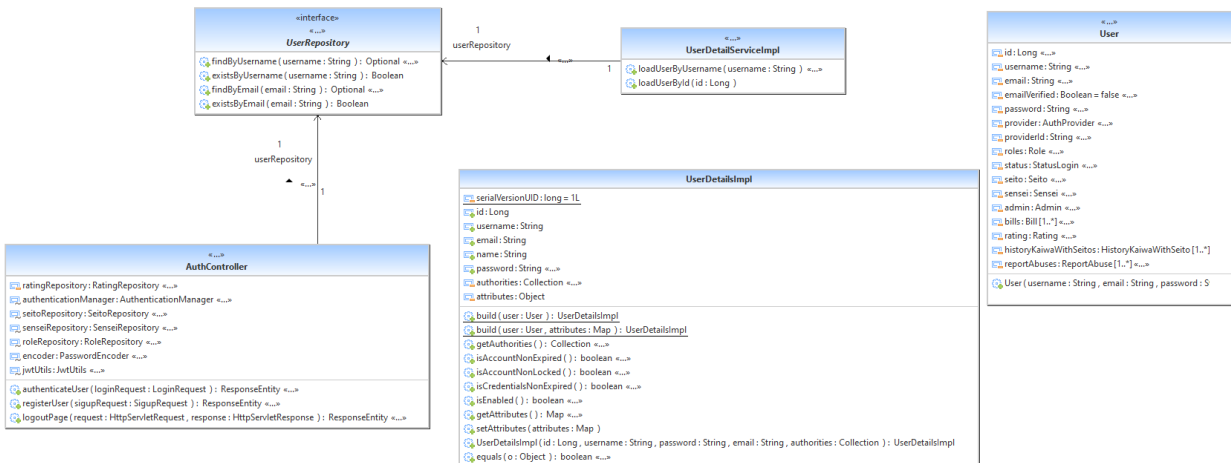 «interface»
«...»
UserRepository
findByUsername ( username : String ) : Optional «...»
existsByUsername ( username : String ) : Boolean
findByEmail ( email : String ) : Optional «...»
existsByEmail ( email : String ) : Boolean
1
userRepository
«...»
1
«...»
UserDetailServiceImpl
loadUserByUsername ( username : String ) «...»
loadUserById ( id : Long )
1
userRepository
«...»
1
«...»
AuthController
ratingRepository : RatingRepository «...»
authenticationManager : AuthenticationManager «...»
seitoRepository : SeitoRepository «...»
senseiRepository : SenseiRepository «...»
roleRepository : RoleRepository «...»
encoder : PasswordEncoder «...»
jwtUtils : JwtUtils «...»
authenticateUser ( loginRequest : LoginRequest ) : ResponseEntity «...»
registerUser ( sigupRequest : SigupRequest ) : ResponseEntity «...»
logoutPage ( request : HttpServletRequest , response : HttpServletResponse ) : ResponseEntity «...»
UserDetailsImpl
serialVersionUID : long = 1L
id : Long
username : String
email : String
name : String
password : String «...»
authorities : Collection «...»
attributes : Object
build ( user : User ) : UserDetailsImpl
build ( user : User , attributes : Map ) : UserDetailsImpl
getAuthorities ( ) : Collection «...»
isAccountNonExpired ( ) : boolean «...»
isAccountNonLocked ( ) : boolean «...»
isCredentialsNonExpired ( ) : boolean «...»
isEnabled ( ) : boolean «...»
getAttributes ( ) : Map «...»
setAttributes ( attributes : Map )
UserDetailsImpl ( id : Long , username : String , password : String , email : String , authorities : Collection ) : UserDetailsImpl
equals ( o : Object ) : boolean «...»
«...»
User
id : Long «...»
username : String «...»
email : String «...»
emailVerified : Boolean = false «...»
password : String «...»
provider : AuthProvider «...»
providerId : String «...»
roles : Role «...»
status : StatusLogin «...»
seito : Seito «...»
sensei : Sensei «...»
admin : Admin «...»
bills : Bill [1..*] «...»
rating : Rating «...»
historyKaiwaWithSeitos : HistoryKaiwaWithSeito [1..*]
reportAbuses : ReportAbuse [1..*] «...»
User ( username : String , email : String , password : S